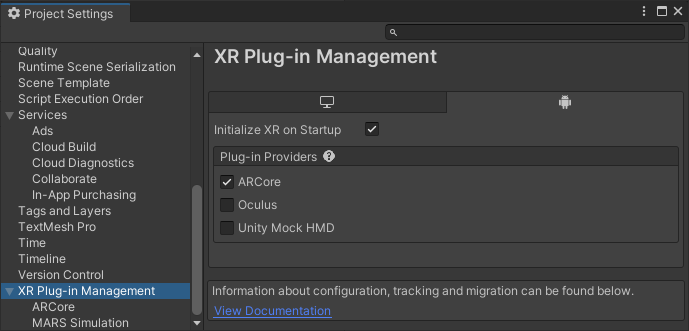 Project Settings
Quality
Runtime Scene Serialization
Scene Template
Script Execution Order
Services
Ads
Cloud Build
Cloud Diagnostics
Collaborate
In-App Purchasing
Tags and Layers
TextMesh Pro
Time
Timeline
Version Control
XR Plug-in Management
ARCore
MARS Simulation
XR Plug-in Management
Initialize XR on Startup
Plug-in Providers ?
ARCore
Oculus
Unity Mock HMD
Information about configuration, tracking and migration can be found below.
View Documentation